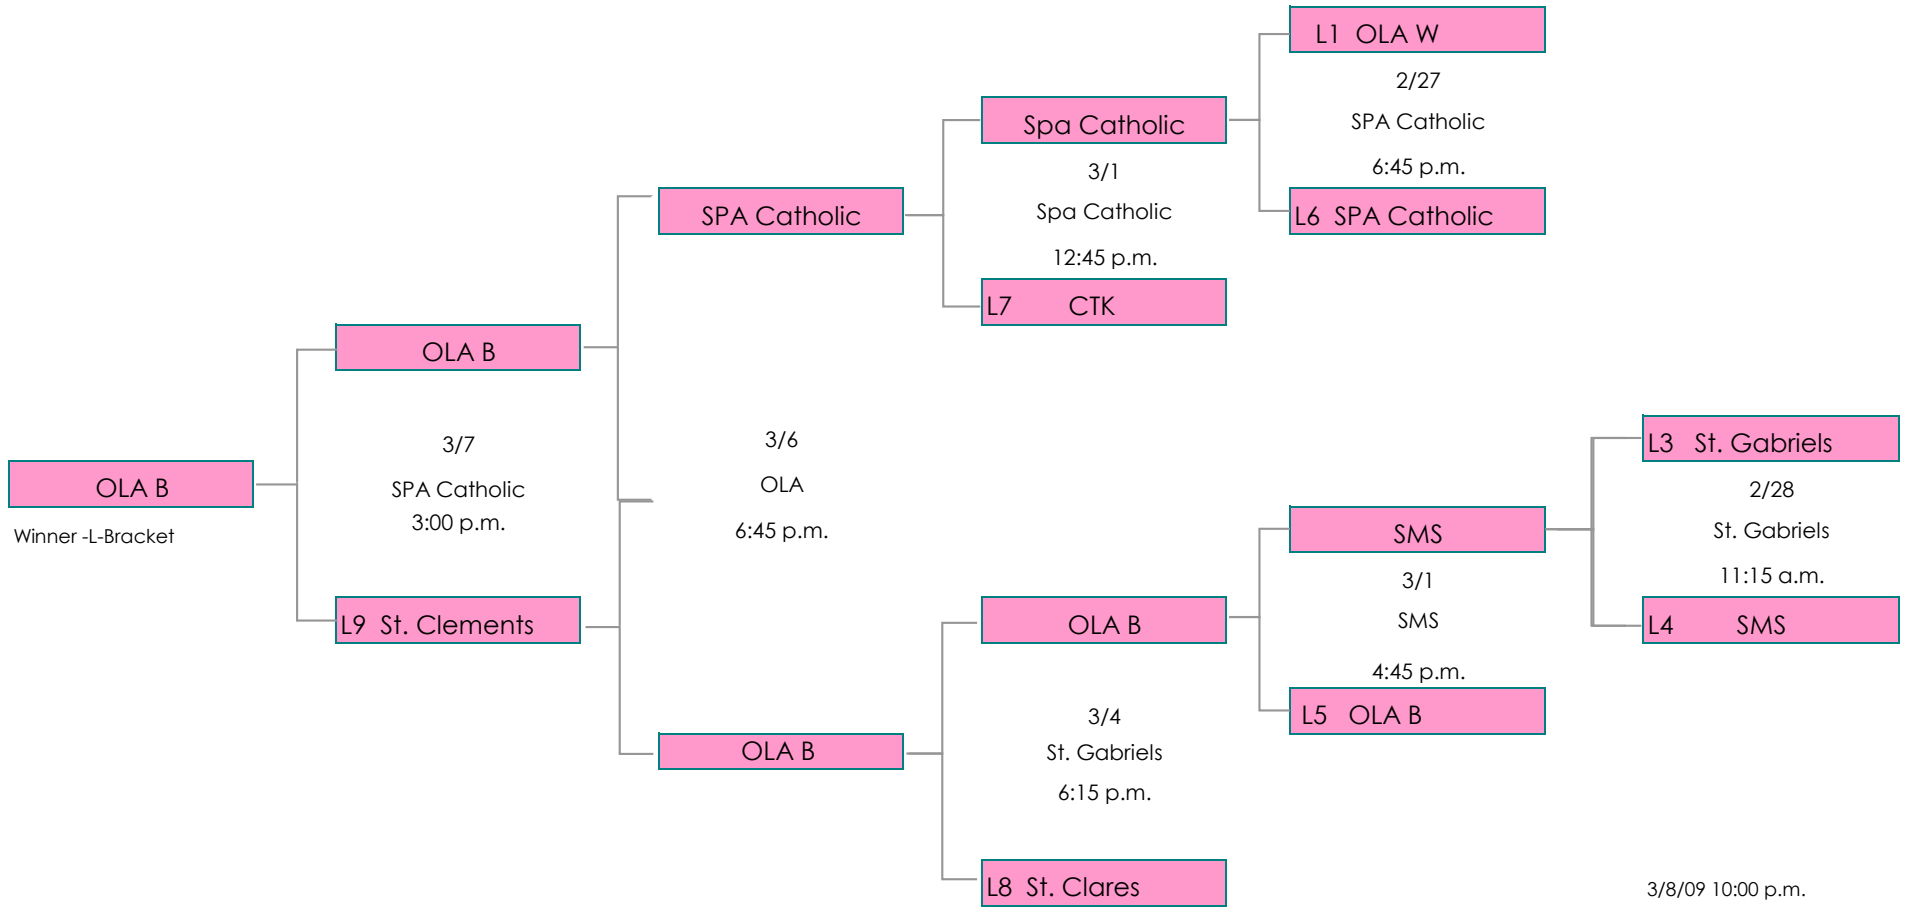 L1 OLA W
2/27
SPA Catholic
6:45 p.m.
L6 SPA Catholic
Spa Catholic
3/1
Spa Catholic
12:45 p.m.
L7 CTK
SPA Catholic
OLA B
3/7
SPA Catholic
3:00 p.m.
L9 St. Clements
OLA B
Winner -L-Bracket
3/6
OLA
6:45 p.m.
OLA B
OLA B
3/4
St. Gabriels
6:15 p.m.
L8 St. Clares
SMS
3/1
SMS
4:45 p.m.
L5 OLA B
L3 St. Gabriels
2/28
St. Gabriels
11:15 a.m.
L4 SMS
3/8/09 10:00 p.m.